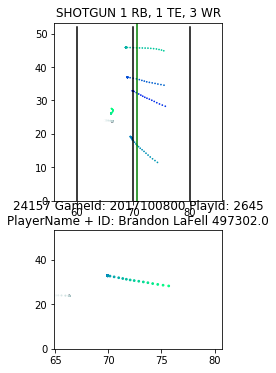 SHOTGUN 1 RB, 1 TE, 3 WR
50
40
30
20
10
0
60 70 80
24157 GameId: 2017100800 PlayId: 2645
PlayerName + ID: Brandon LaFell 497302.0
40
20
0
65 70 75 80